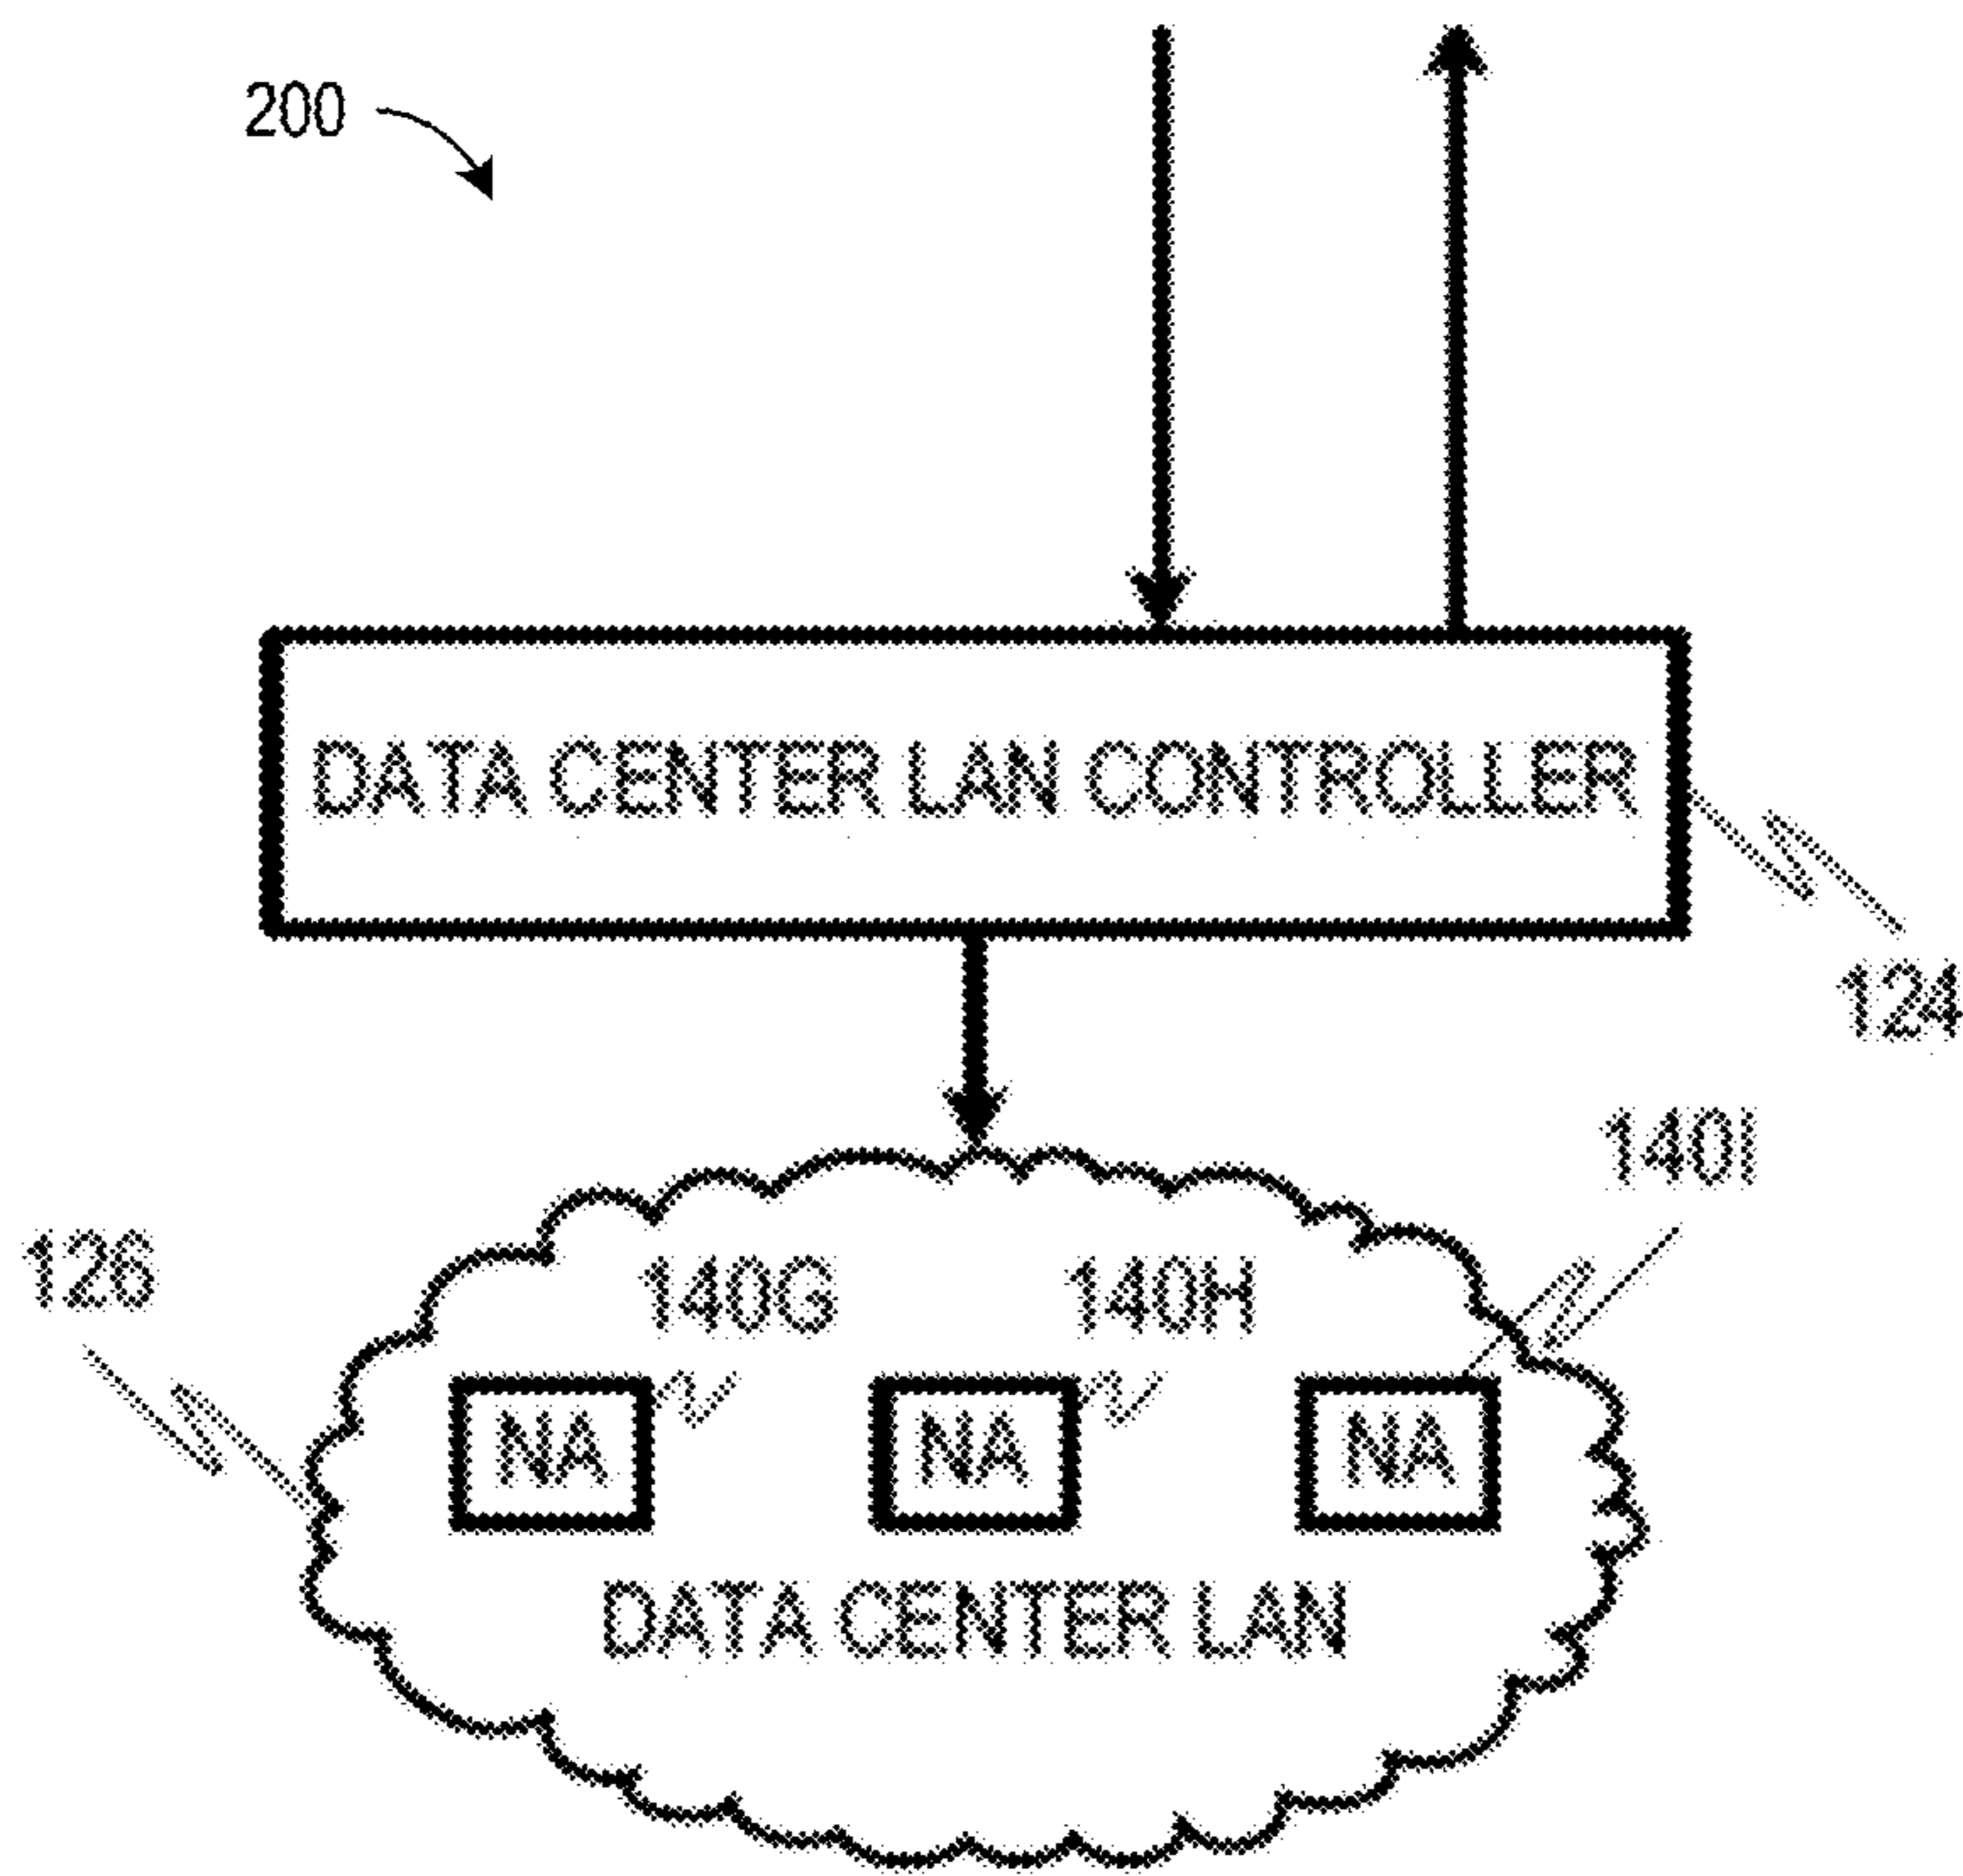 200
DATA CENTER LAN CONTROLLER
124
140I
126
140G
140H
NA
NA
NA
DATA CENTER LAN